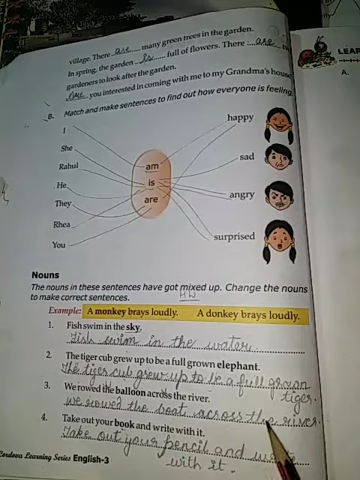 village. There are many green trees in the garden.
In spring, the garden is full of flowers. There are
gardeners to look after the garden.
Are you interested in coming with me to my Grandma's house
B. Match and make sentences to find out how everyone is feeling.
I
She
Rahul
He
They
Rhea
You
am
is
are
happy
sad
angry
surprised
Nouns
The nouns in these sentences have got mixed up. Change the nouns
to make correct sentences.
H W
Example: A monkey brays loudly. A donkey brays loudly.
1. Fish swim in the sky.
Fish swim in the water.
2. The tiger cub grew up to be a full grown elephant.
The tiger cub grew up to be a full grown
tiger.
3. We rowed the balloon across the river.
We rowed the boat across the river.
4. Take out your book and write with it.
Take out your pencil and
with it.
Cordova Learning Series English-3
LEAR
A.